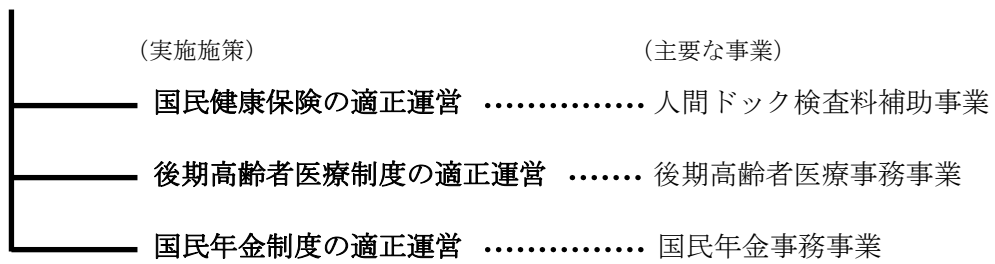 （実施施策） （主要な事業）
国民健康保険の適正運営 …………… 人間ドック検査料補助事業
後期高齢者医療制度の適正運営 ……. 後期高齢者医療事務事業
国民年金制度の適正運営 …………… 国民年金事務事業